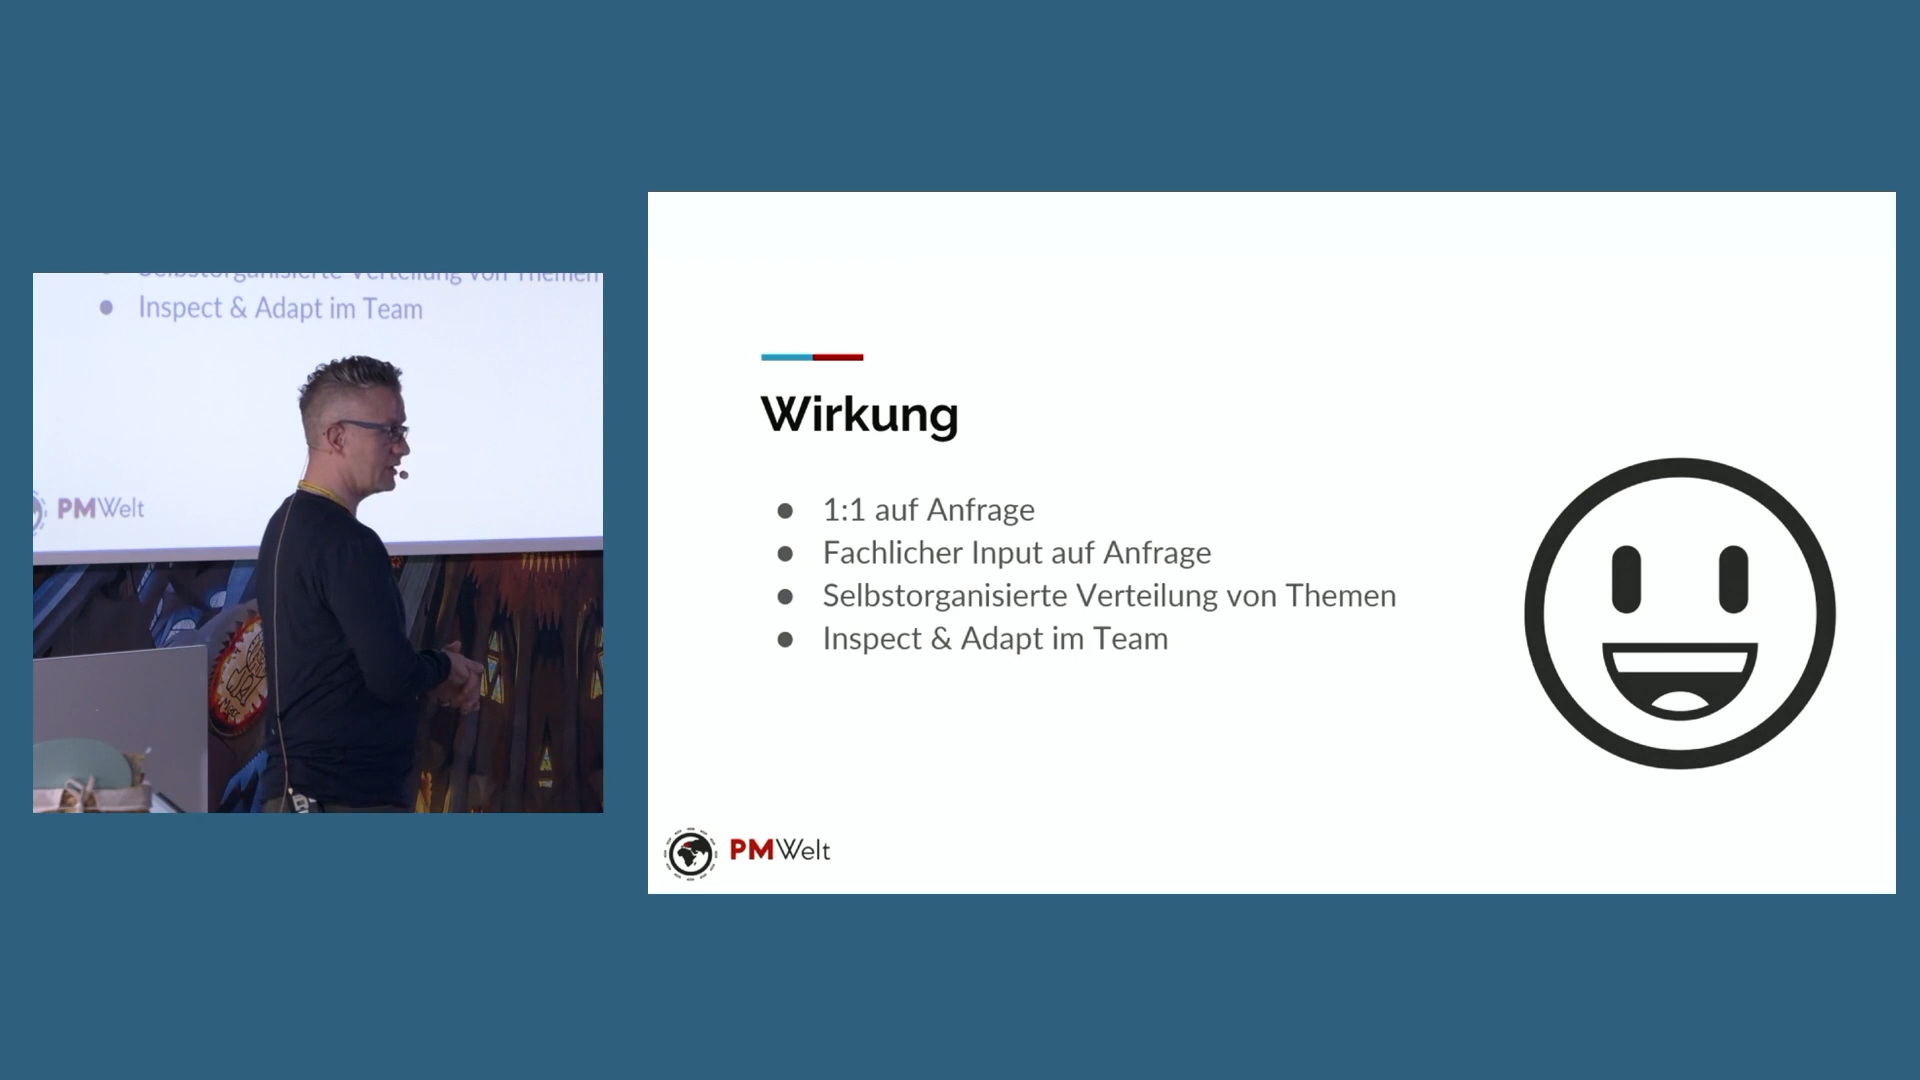 Selbstorganisierte Verteilung von Themen
Inspect & Adapt im Team
PMWelt
Wirkung
1:1 auf Anfrage
Fachlicher Input auf Anfrage
Selbstorganisierte Verteilung von Themen
Inspect & Adapt im Team
PMWelt